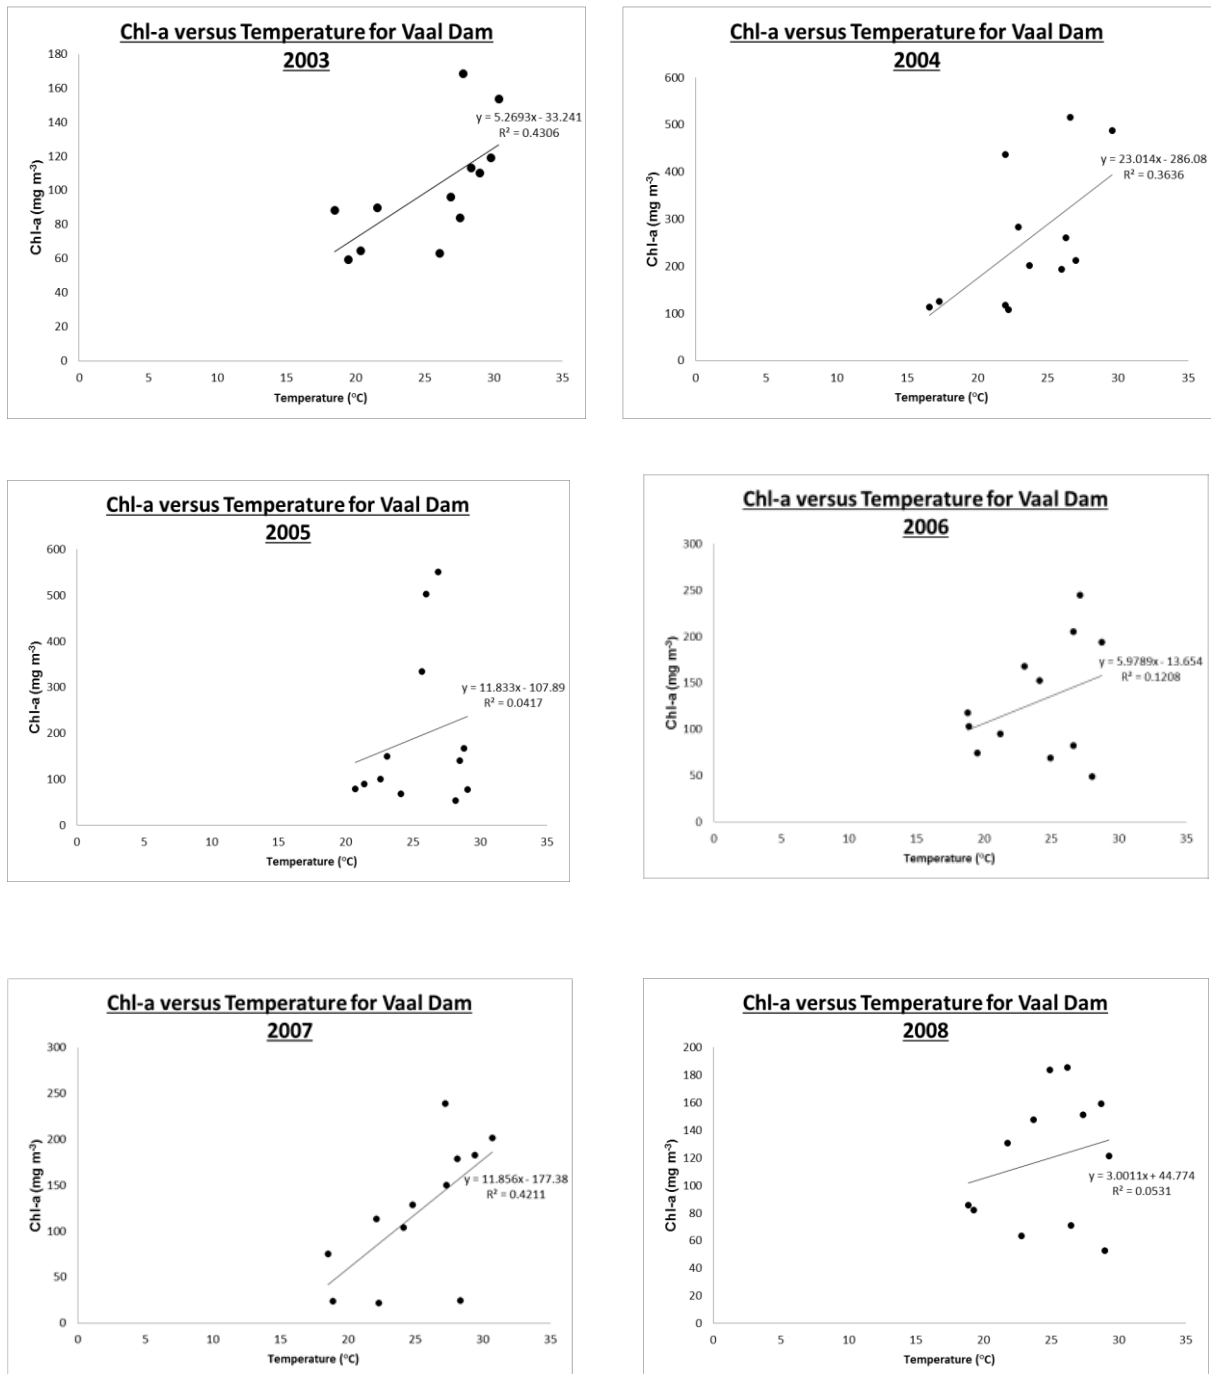 Chl-a versus Temperature for Vaal Dam
2003
180
160
140
120
100
80
60
40
20
0
Chl-a (mg m-3)
y = 5.2693x - 33.241
R² = 0.4306
0 5 10 15 20 25 30 35
Temperature (°C)
Chl-a versus Temperature for Vaal Dam
2004
600
500
400
300
200
100
0
Chl-a (mg m-3)
y = 23.014x - 286.08
R² = 0.3636
0 5 10 15 20 25 30 35
Temperature (°C)
Chl-a versus Temperature for Vaal Dam
2005
600
500
400
300
200
100
0
Chl-a (mg m-3)
y = 11.833x - 107.89
R² = 0.0417
0 5 10 15 20 25 30 35
Temperature (°C)
Chl-a versus Temperature for Vaal Dam
2006
300
250
200
150
100
50
0
Chl-a (mg m-3)
y = 5.9789x - 13.654
R² = 0.1208
0 5 10 15 20 25 30 35
Temperature (°C)
Chl-a versus Temperature for Vaal Dam
2007
300
250
200
150
100
50
0
Chl-a (mg m-3)
y = 11.856x - 177.38
R² = 0.4211
0 5 10 15 20 25 30 35
Temperature (°C)
Chl-a versus Temperature for Vaal Dam
2008
200
180
160
140
120
100
80
60
40
20
0
Chl-a (mg m-3)
y = 3.0011x + 44.774
R² = 0.0531
0 5 10 15 20 25 30 35
Temperature (°C)